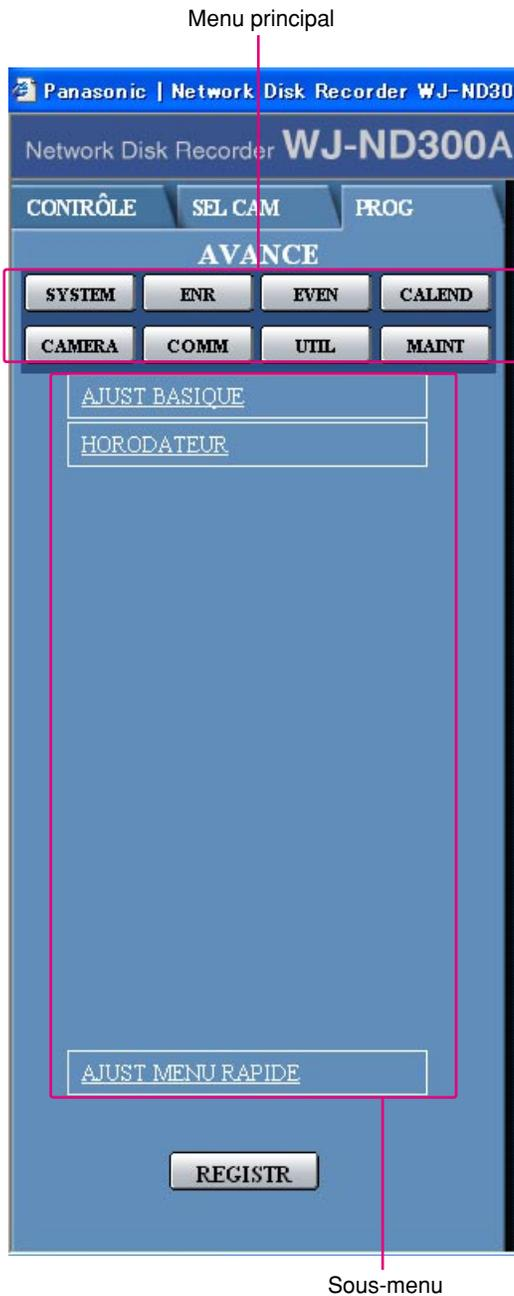 Menu principal
Panasonic | Network Disk Recorder WJ-ND30
Network Disk Recorder WJ-ND300A
CONTRÔLE SEL CAM PROG
AVANCE
SYSTEM ENR EVEN CALEND
CAMERA COMM UTIL MAINT
AJUST BASIQUE
HORODATEUR
AJUST MENU RAPIDE
REGISTR
Sous-menu